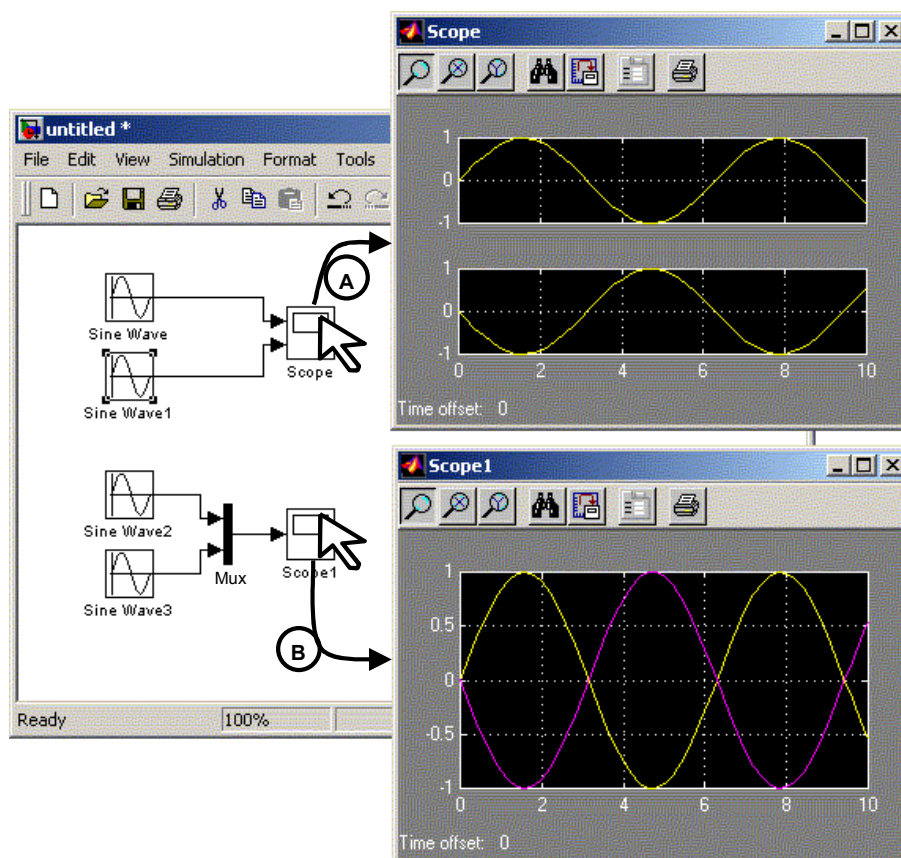 Scope
1
0
-1
1
0
-1
0 2 4 6 8 10
Time offset: 0
untitled *
File Edit View Simulation Format Tools
A
Sine Wave
Scope
Sine Wave1
Sine Wave2
Mux
Scope1
Sine Wave3
B
Ready 100%
Scope1
1
0.5
0
-0.5
-1
0 2 4 6 8 10
Time offset: 0